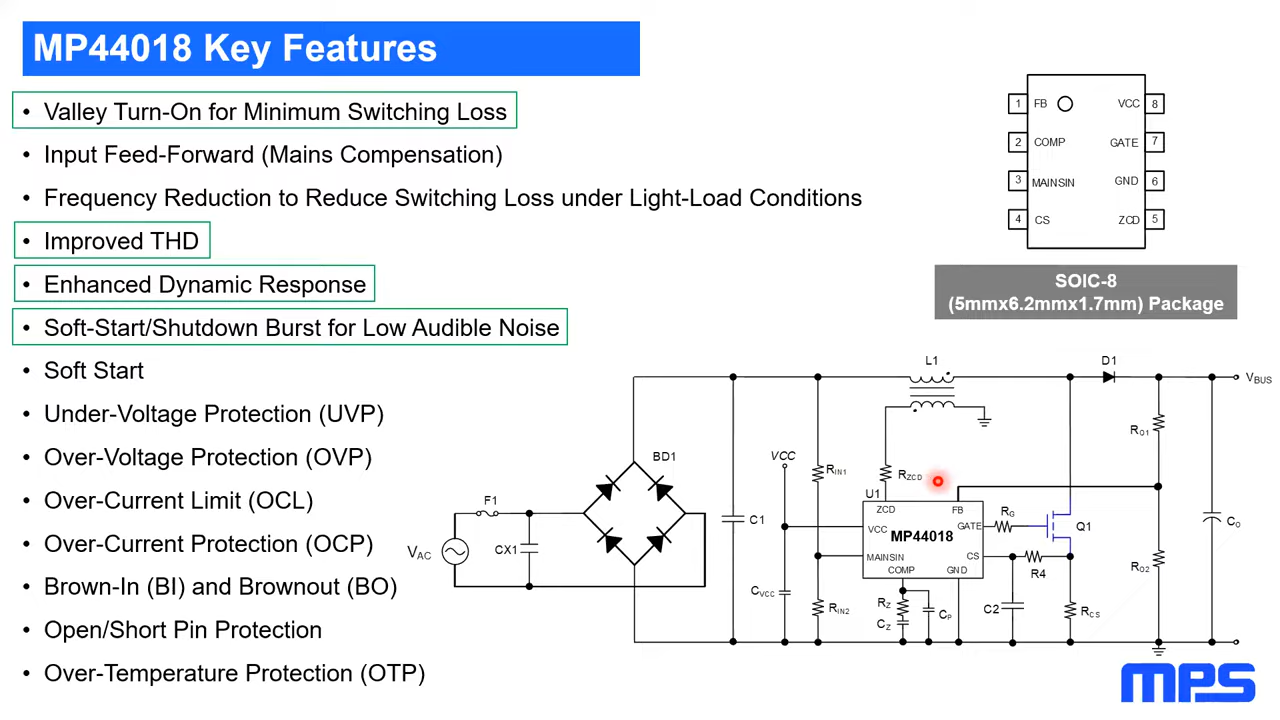 MP44018 Key Features
• Valley Turn-On for Minimum Switching Loss
• Input Feed-Forward (Mains Compensation)
• Frequency Reduction to Reduce Switching Loss under Light-Load Conditions
• Improved THD
• Enhanced Dynamic Response
• Soft-Start/Shutdown Burst for Low Audible Noise
• Soft Start
• Under-Voltage Protection (UVP)
• Over-Voltage Protection (OVP)
• Over-Current Limit (OCL)
• Over-Current Protection (OCP)
• Brown-In (BI) and Brownout (BO)
• Open/Short Pin Protection
• Over-Temperature Protection (OTP)
1 FB VCC 8
2 COMP GATE 7
3 MAINSIN GND 6
4 CS ZCD 5
SOIC-8
(5mmx6.2mmx1.7mm) Package
L1
D1
VBUS
RO1
BD1
VCC
RIN1
RZCD
U1
F1
ZCD FB
RG
C1
VCC
GATE
Q1
CO
MP44018
VAC
CX1
MAINSIN
CS
COMP GND
R4
RO2
CVCC
RIN2
RZ
CP
C2
RCS
CZ
MPS